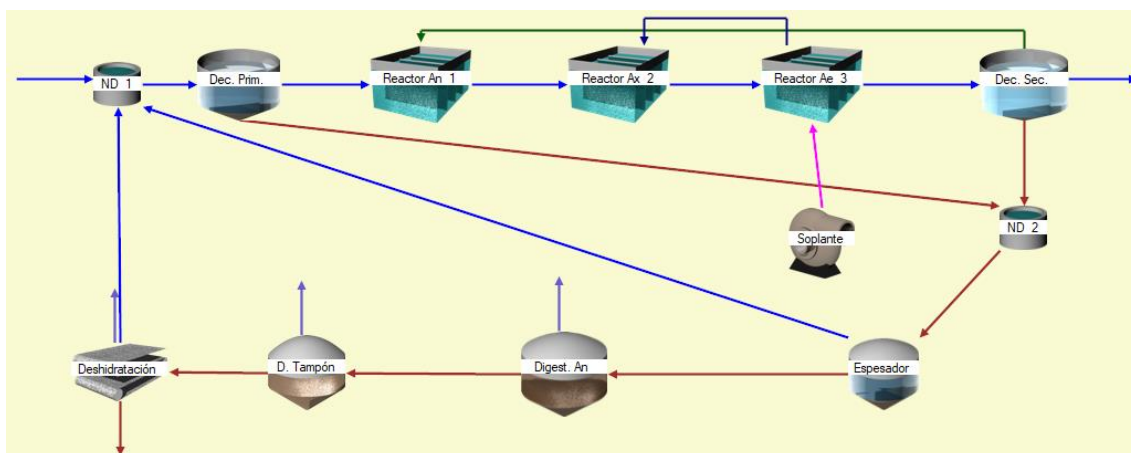 ND 1
Dec. Prim.
Reactor An 1
Reactor Ax 2
Reactor Ae 3
Dec. Sec.
Soplante
ND 2
Deshidratación
D. Tampón
Digest. An
Espesador